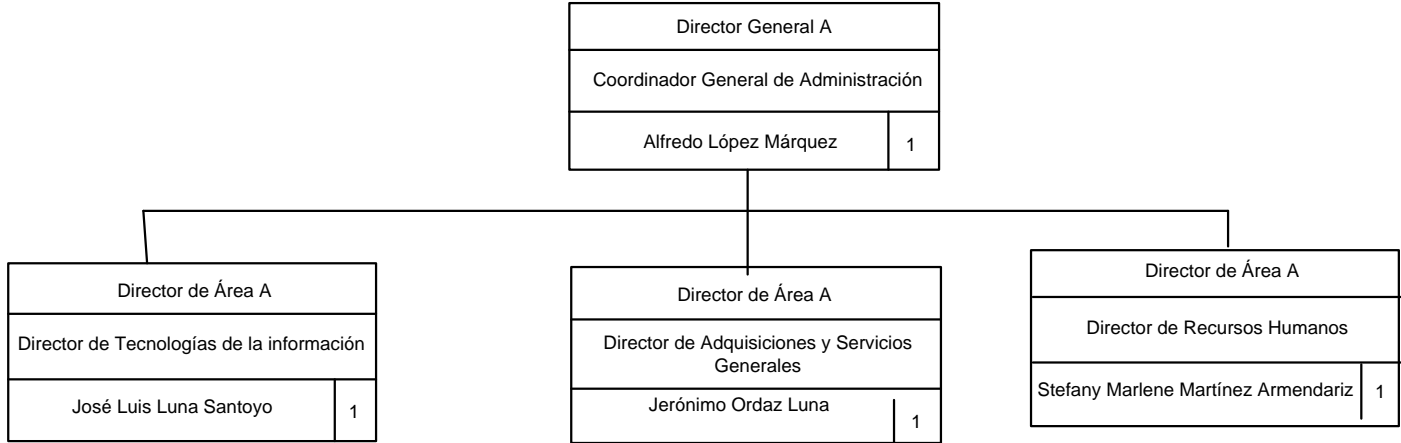 Director General A
Coordinador General de Administración
Alfredo López Márquez
1
Director de Área A
Director de Tecnologías de la información
José Luis Luna Santoyo
1
Director de Área A
Director de Adquisiciones y Servicios
Generales
Jerónimo Ordaz Luna
1
Director de Área A
Director de Recursos Humanos
Stefany Marlene Martínez Armendariz
1